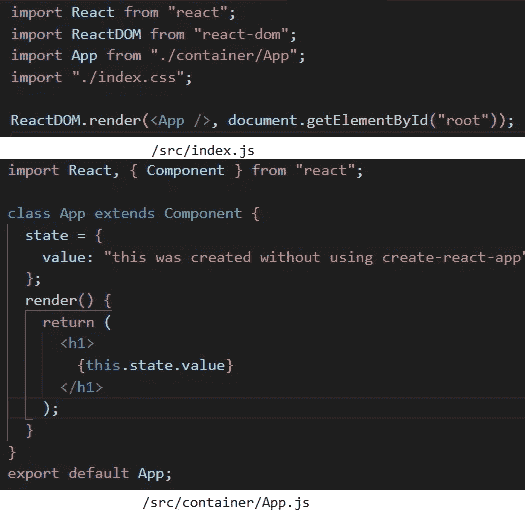 import React from "react";
import ReactDOM from "react-dom";
import App from "./container/App";
import "./index.css";
ReactDOM.render(<App />, document.getElementById("root"));
/src/index.js
import React, { Component } from "react";
class App extends Component {
state = {
value: "this was created without using create-react-app"
};
render() {
return (
<h1>
{this.state.value}
</h1>
);
}
}
export default App;
/src/container/App.js